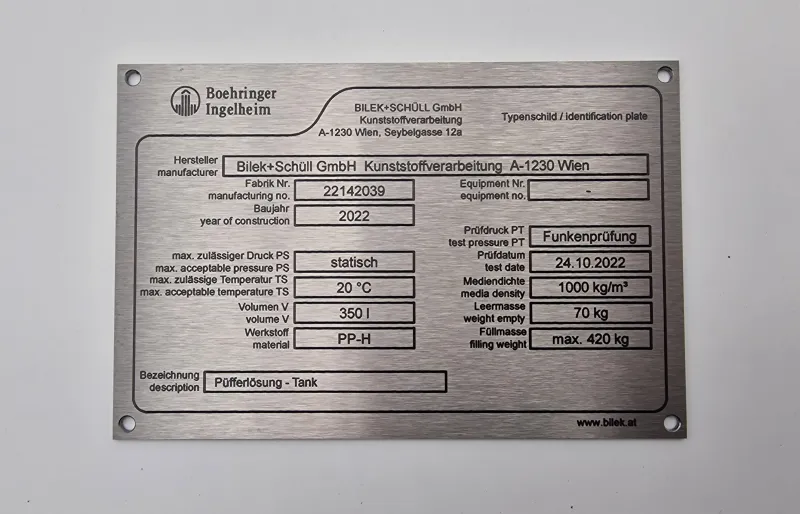 Boehringer
Ingelheim
BILEK+SCHÜLL GmbH
Kunststoffverarbeitung
A-1230 Wien, Seybelgasse 12a
Typenschild / identification plate
Hersteller
manufacturer
Bilek+Schüll GmbH Kunststoffverarbeitung A-1230 Wien
Fabrik Nr.
manufacturing no.
22142039
Equipment Nr.
equipment no.
-
Baujahr
year of construction
2022
Prüfdruck PT
test pressure PT
Funkenprüfung
max. zulässiger Druck PS
max. acceptable pressure PS
statisch
Prüfdatum
test date
24.10.2022
max. zulässige Temperatur TS
max. acceptable temperature TS
20 °C
Mediendichte
media density
1000 kg/m³
Volumen V
volume V
350 l
Leermasse
weight empty
70 kg
Werkstoff
material
PP-H
Füllmasse
filling weight
max. 420 kg
Bezeichnung
description
Püfferlösung - Tank
www.bilek.at